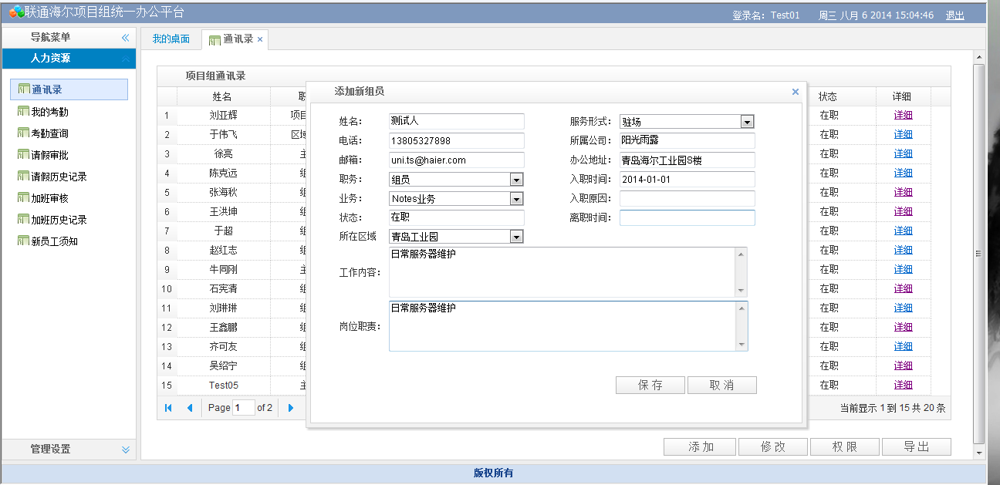 联通海尔项目组统一办公平台
登录名：Test01 周三 八月 6 2014 15:04:46 退出
导航菜单
人力资源
通讯录
我的考勤
考勤查询
请假审批
请假历史记录
加班审核
加班历史记录
新员工须知
管理设置
我的桌面 通讯录
项目组通讯录
姓名 职 状态 详细
1 刘亚辉 项目 在职 详细
2 于伟飞 区域 在职 详细
3 徐亮 主 在职 详细
4 陈克远 组 在职 详细
5 张海秋 组 在职 详细
6 王洪坤 组 在职 详细
7 于超 组 在职 详细
8 赵红志 组 在职 详细
9 牛同刚 主 在职 详细
10 石宪清 组 在职 详细
11 刘琳琳 组 在职 详细
12 王鑫鹏 组 在职 详细
13 齐可友 组 在职 详细
14 吴绍宁 组 在职 详细
15 Test05 主 在职 详细
Page 1 of 2 当前显示 1 到 15 共 20 条
添加新组员
姓名： 测试人 服务形式： 驻场
电话： 13805327898 所属公司： 阳光雨露
邮箱： uni.ts@haier.com 办公地址： 青岛海尔工业园S楼
职务： 组员 入职时间： 2014-01-01
业务： Notes业务 入职原因：
状态： 在职 离职时间：
所在区域 青岛工业园
工作内容： 日常服务器维护
岗位职责： 日常服务器维护
保 存 取 消
添 加 修 改 权 限 导 出
版权所有